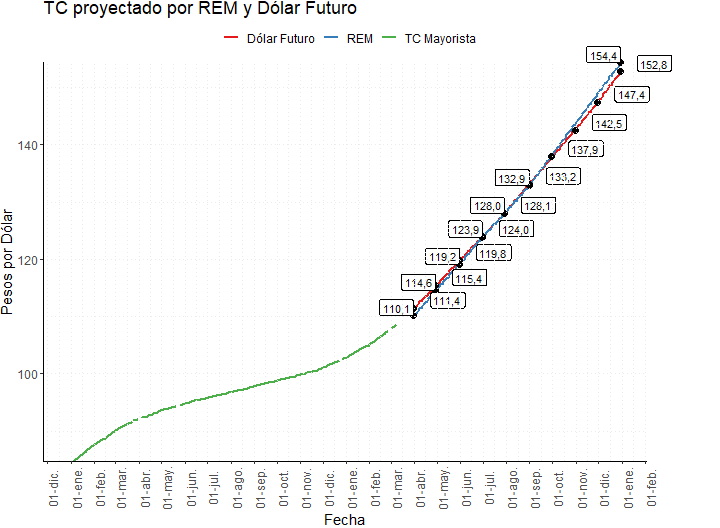 TC proyectado por REM y Dólar Futuro
Dólar Futuro REM TC Mayorista
154,4
152,8
147,4
142,5
137,9
132,9
133,2
128,0
128,1
123,9
124,0
119,2
119,8
114,6
115,4
110,1
111,4
140
120
100
Pesos por Dólar
01-dic.
01-ene.
01-feb.
01-mar.
01-abr.
01-may.
01-jun.
01-jul.
01-ago.
01-sep.
01-oct.
01-nov.
01-dic.
01-ene.
01-feb.
01-mar.
01-abr.
01-may.
01-jun.
01-jul.
01-ago.
01-sep.
01-oct.
01-nov.
01-dic.
01-ene.
01-feb.
Fecha